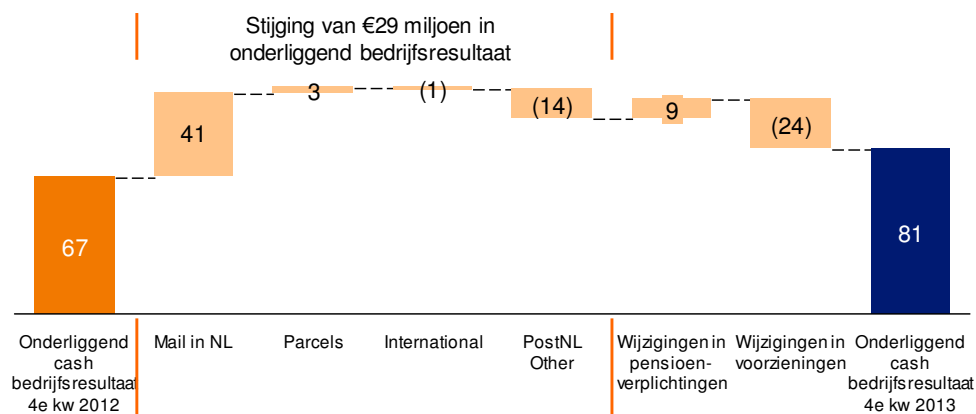 Stijging van €29 miljoen in
onderliggend bedrijfsresultaat
67
41
3
(1)
(14)
9
(24)
81
Onderliggend
cash
bedrijfsresultaat
4e kw 2012
Mail in NL
Parcels
International
PostNL
Other
Wijzigingen in
pensioen-
verplichtingen
Wijzigingen in
voorzieningen
Onderliggend
cash
bedrijfsresultaat
4e kw 2013